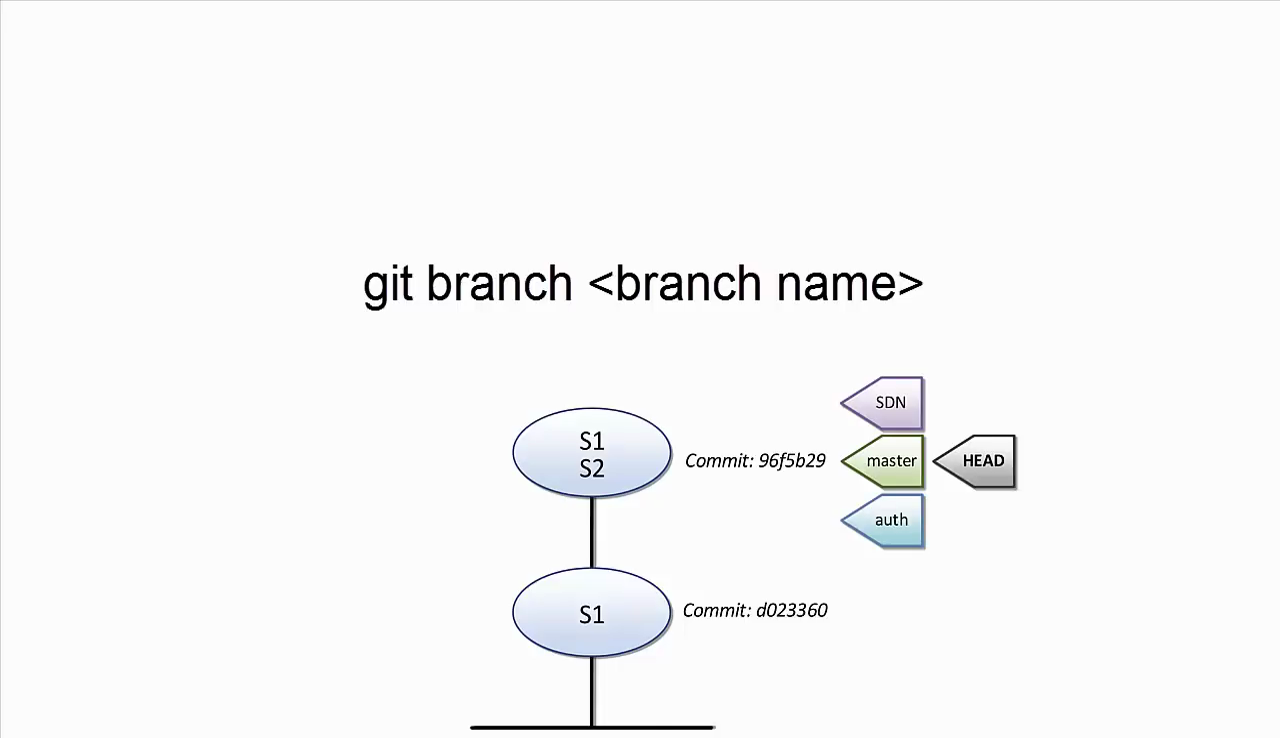 git branch <branch name>
SDN
S1
S2
Commit: 96f5b29
master
HEAD
auth
S1
Commit: d023360